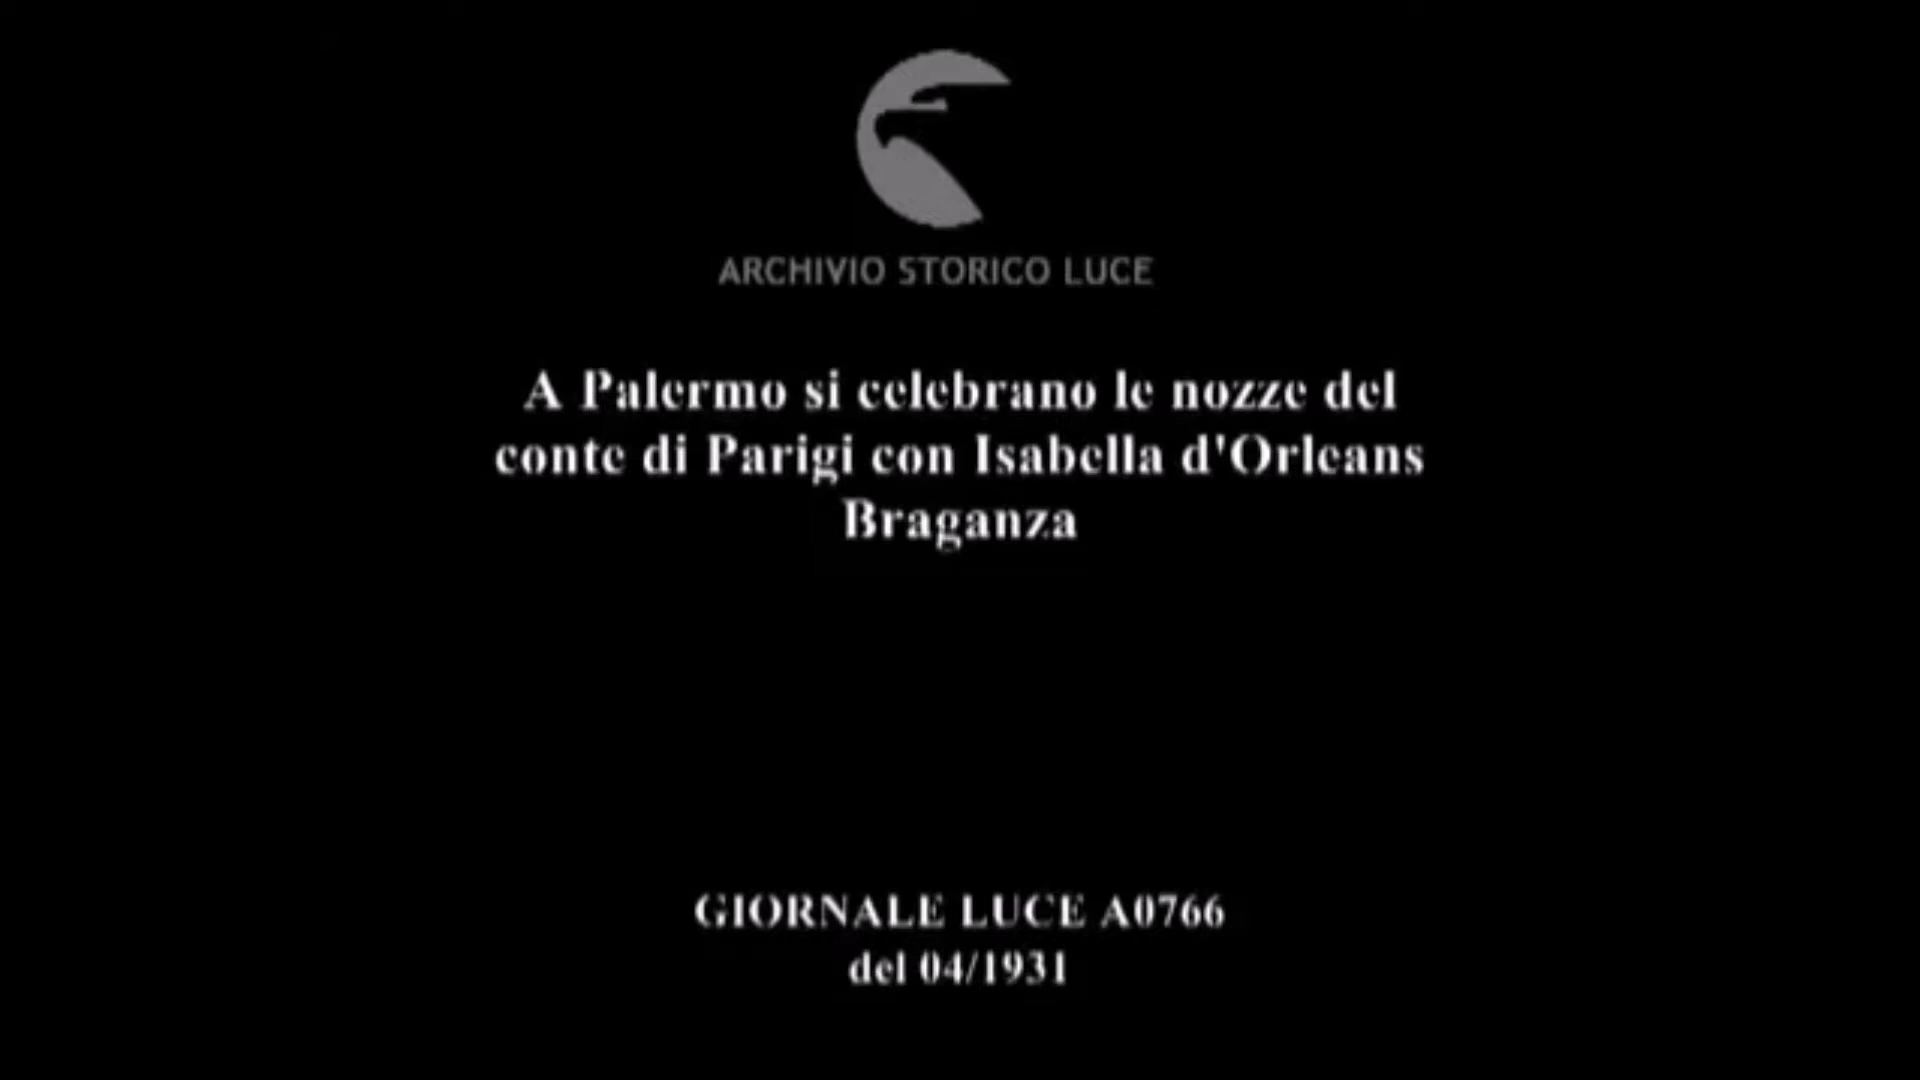 ARCHIVIO STORICO LUCE
A Palermo si celebrano le nozze del
conte di Parigi con Isabella d'Orleans
Braganza
GIORNALE LUCE A0766
del 04/1931